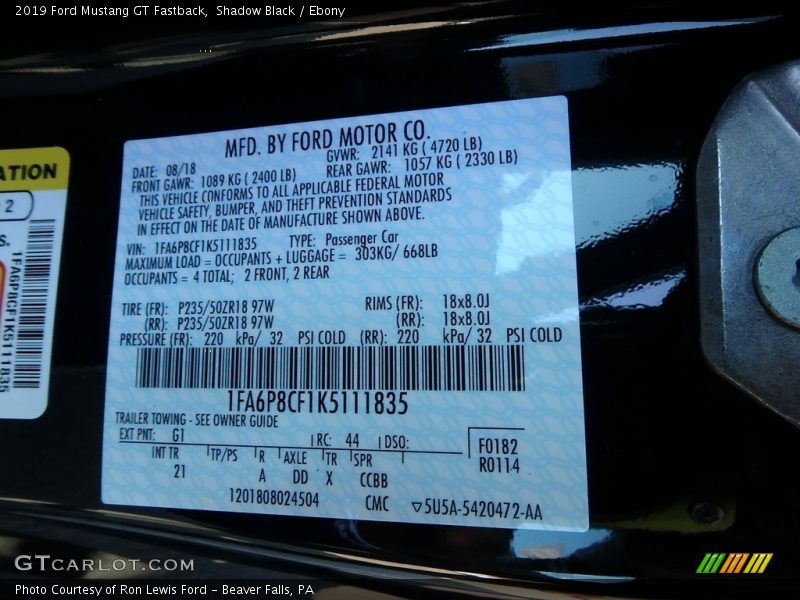 2019 Ford Mustang GT Fastback,  Shadow Black / Ebony
ATION
2
S.
1FA6P8CF1K5111835
MFD. BY FORD MOTOR CO.
DATE: 08/18 GVWR: 2141 KG ( 4720 LB)
FRONT GAWR: 1089 KG ( 2400 LB) REAR GAWR: 1057 KG ( 2330 LB)
THIS VEHICLE CONFORMS TO ALL APPLICABLE FEDERAL MOTOR
VEHICLE SAFETY, BUMPER, AND THEFT PREVENTION STANDARDS
IN EFFECT ON THE DATE OF MANUFACTURE SHOWN ABOVE.
VIN: 1FA6P8CF1K5111835 TYPE: Passenger Car
MAXIMUM LOAD = OCCUPANTS + LUGGAGE = 303KG/ 668LB
OCCUPANTS = 4 TOTAL; 2 FRONT, 2 REAR
TIRE (FR): P235/50ZR18 97W RIMS (FR): 18x8.0J
(RR): P235/50ZR18 97W (RR): 18x8.0J
PRESSURE (FR): 220 kPa/ 32 PSI COLD (RR): 220 kPa/ 32 PSI COLD
1FA6P8CF1K5111835
TRAILER TOWING - SEE OWNER GUIDE
EXT PNT: G1 RC: 44 DSO: F0182
INT TR TP/PS R AXLE TR SPR R0114
21 A DD X CCBB
1201808024504 CMC ▽5U5A-5420472-AA
GTCARLOT.COM
Photo Courtesy of Ron Lewis Ford – Beaver Falls, PA